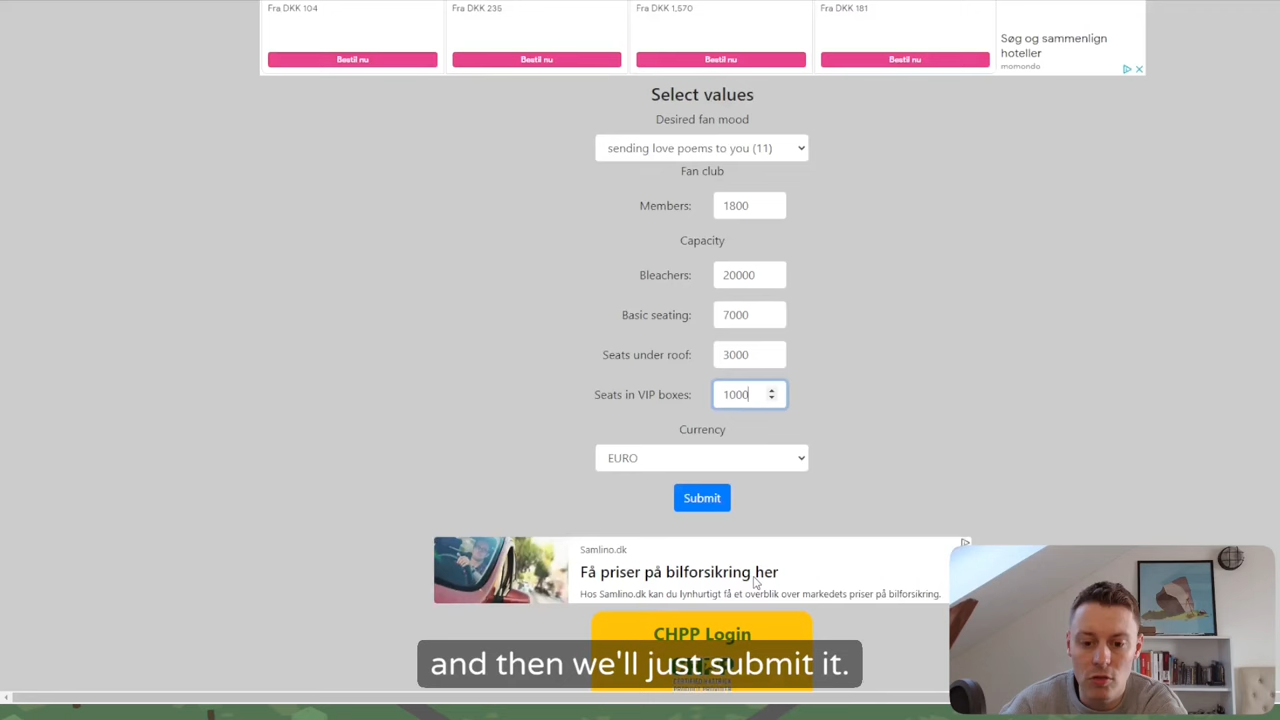 Fra DKK 104
Fra DKK 235
Fra DKK 1,570
Fra DKK 181
Bestil nu
Bestil nu
Bestil nu
Bestil nu
Søg og sammenlign
hoteller
momondo
Select values
Desired fan mood
sending love poems to you (11)
Fan club
Members: 1800
Capacity
Bleachers: 20000
Basic seating: 7000
Seats under roof: 3000
Seats in VIP boxes: 1000
Currency
EURO
Submit
Samlino.dk
Få priser på bilforsikring her
Hos Samlino.dk kan du lynhurtigt få et overblik over markedets priser på bilforsikring.
CHPP Login
and then we'll just submit it.